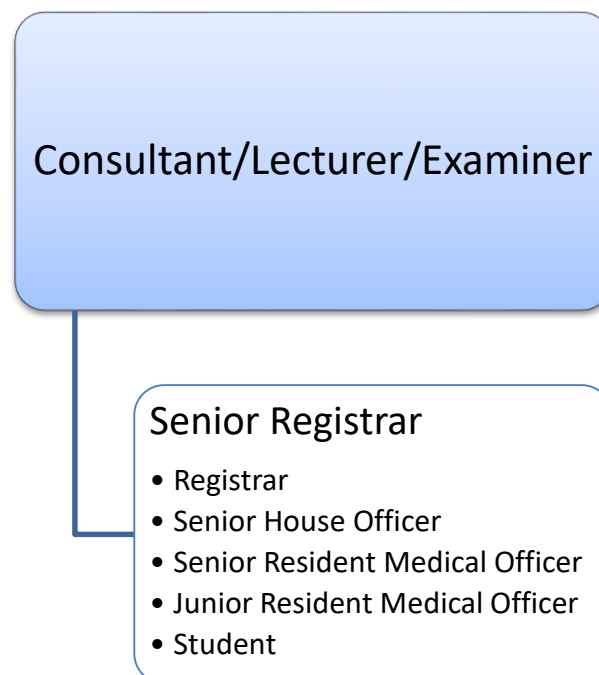 Consultant/Lecturer/Examiner
Senior Registrar
• Registrar
• Senior House Officer
• Senior Resident Medical Officer
• Junior Resident Medical Officer
• Student